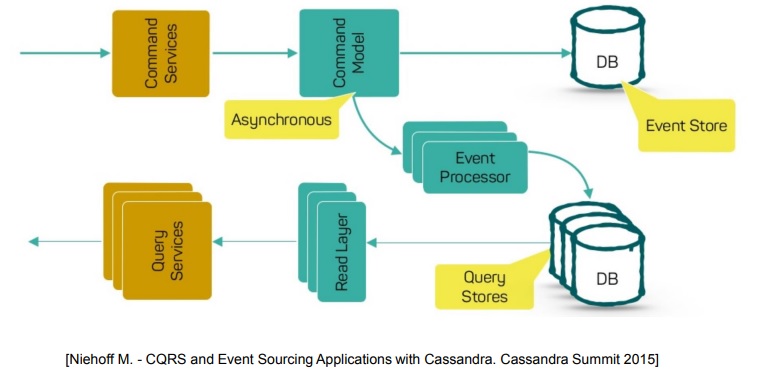 Command
Services
Command
Model
DB
Asynchronous
Event Store
Event
Processor
Query
Services
Read Layer
Query
Stores
DB
[Niehoff M. - CQRS and Event Sourcing Applications with Cassandra. Cassandra Summit 2015]